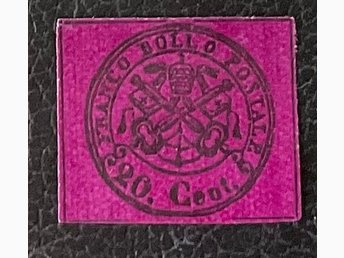 FRANCO BOLLO POSTALE
20. Cent.